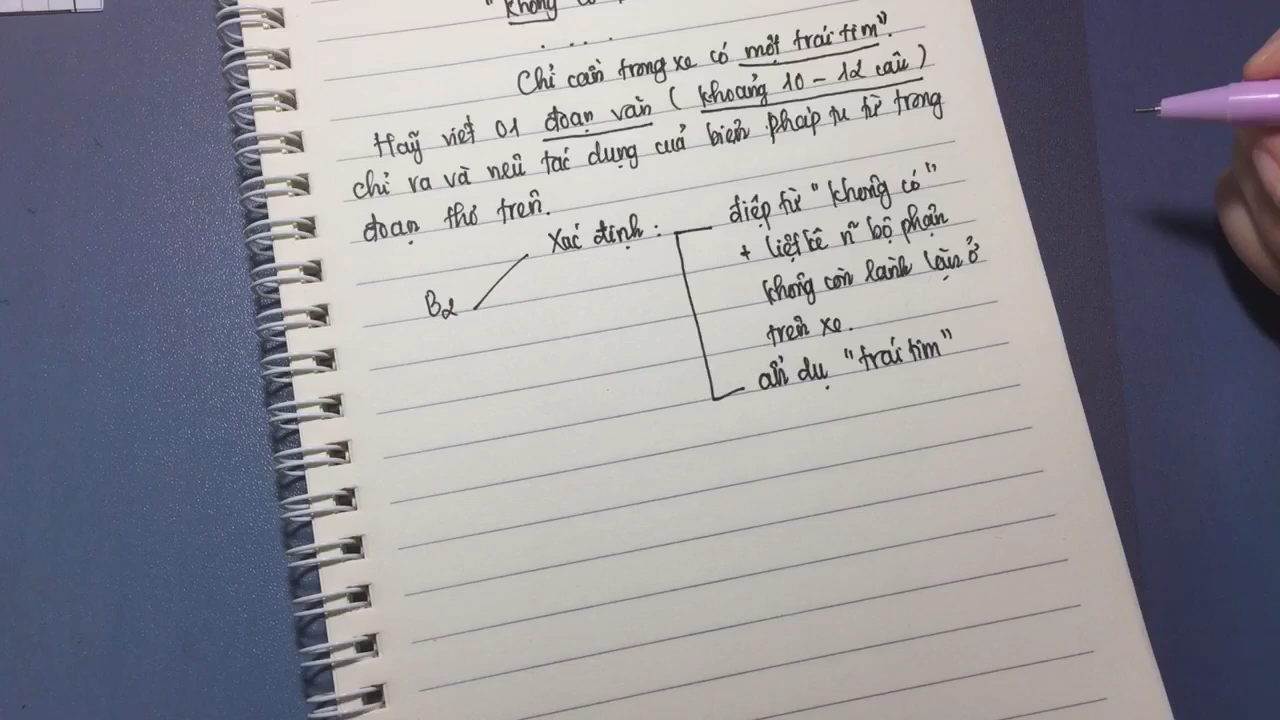 "không có
. . . .
Chỉ cần trong xe có một trái tim".
Hãy viết 01 đoạn văn ( khoảng 10 - 12 câu )
chỉ ra và nêu tác dụng của biện pháp tu từ trong
đoạn thơ trên.
Xác định :
điệp từ "không có"
+ liệt kê n~ bộ phận
không còn lành lặn ở
trên xe.
ẩn dụ "trái tim"
B2